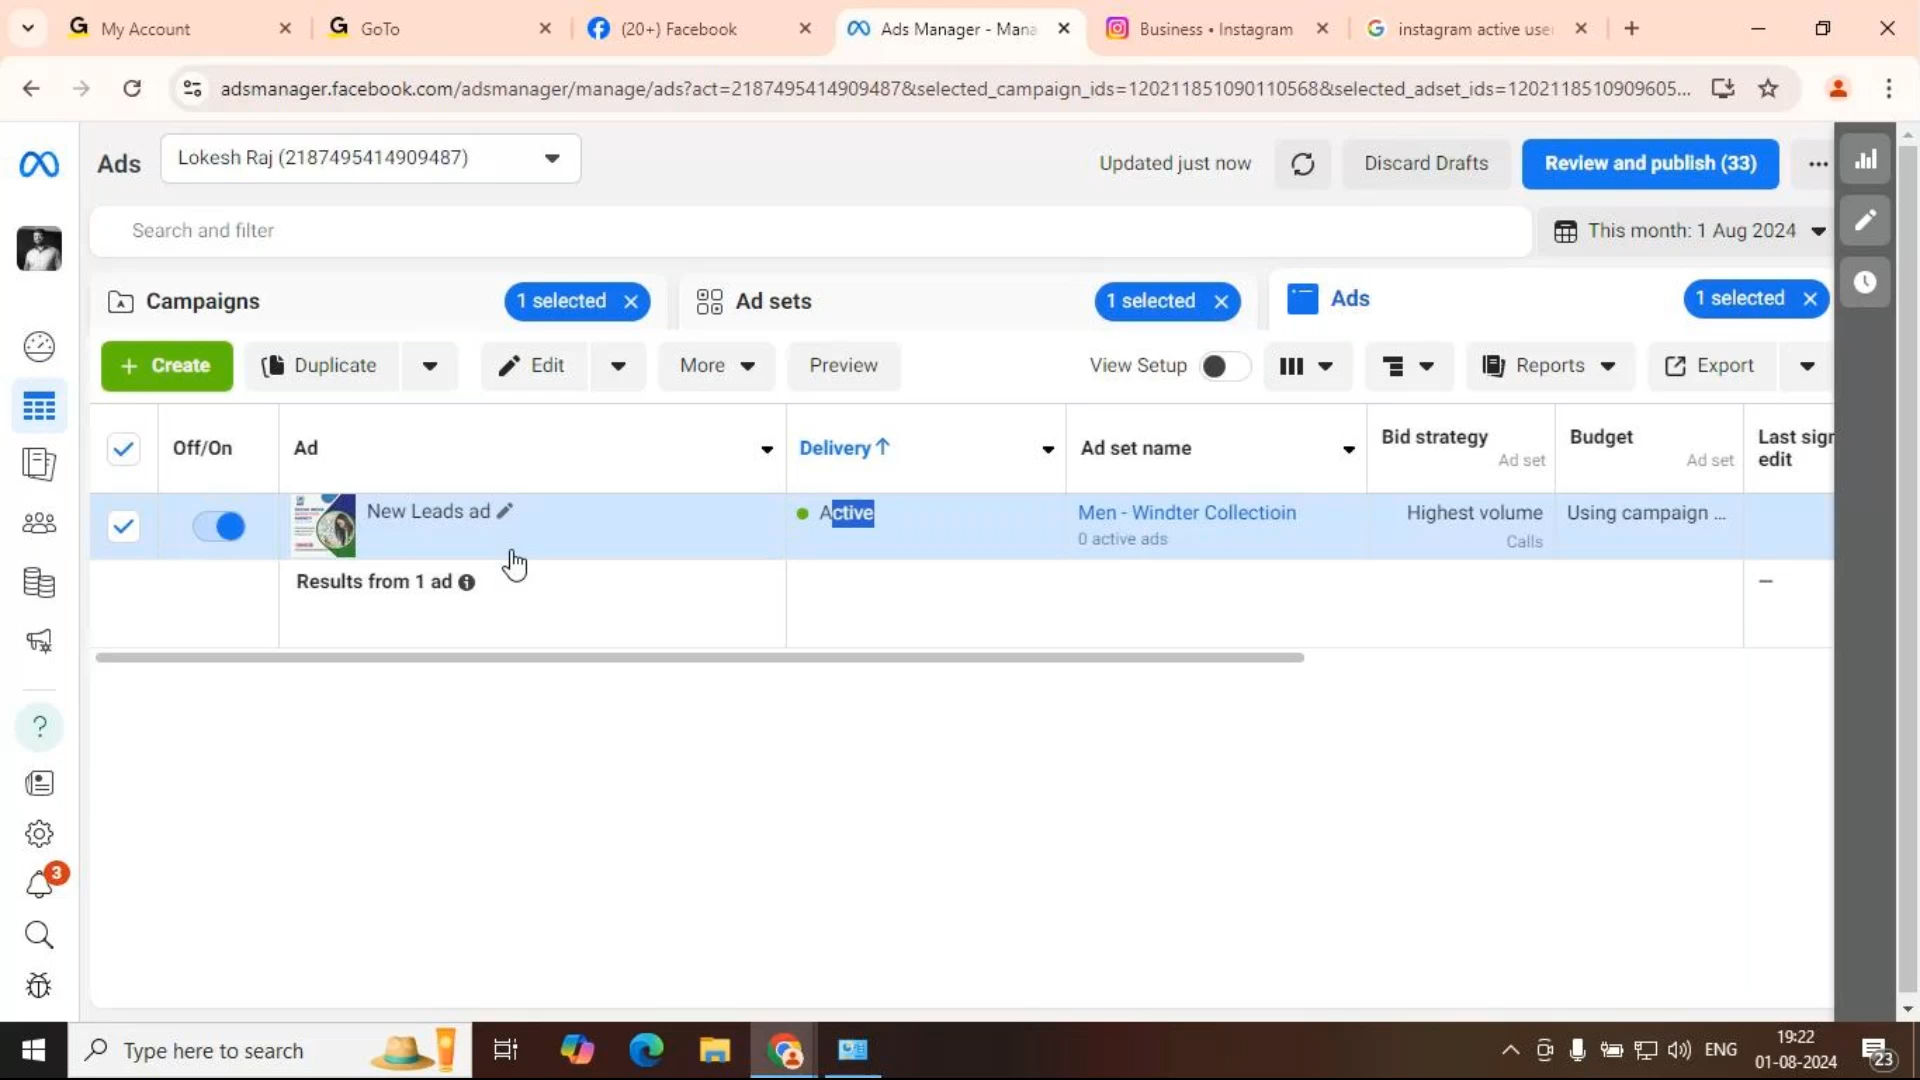 My Account
GoTo
(20+) Facebook
Ads Manager - Mana
Business • Instagram
instagram active use
adsmanager.facebook.com/adsmanager/manage/ads?act=2187495414909487&selected_campaign_ids=120211851090110568&selected_adset_ids=1202118510909605...
Ads
Lokesh Raj (2187495414909487)
Updated just now
Discard Drafts
Review and publish (33)
Search and filter
This month: 1 Aug 2024
Campaigns
1 selected
Ad sets
1 selected
Ads
1 selected
+ Create
Duplicate
Edit
More
Preview
View Setup
Reports
Export
Off/On
Ad
Delivery↑
Ad set name
Bid strategy
Ad set
Budget
Ad set
Last sigr
edit
New Leads ad
Active
Men - Windter Collectioin
0 active ads
Highest volume
Calls
Using campaign ...
Results from 1 ad
—
3
Type here to search
ENG
19:22
01-08-2024
23